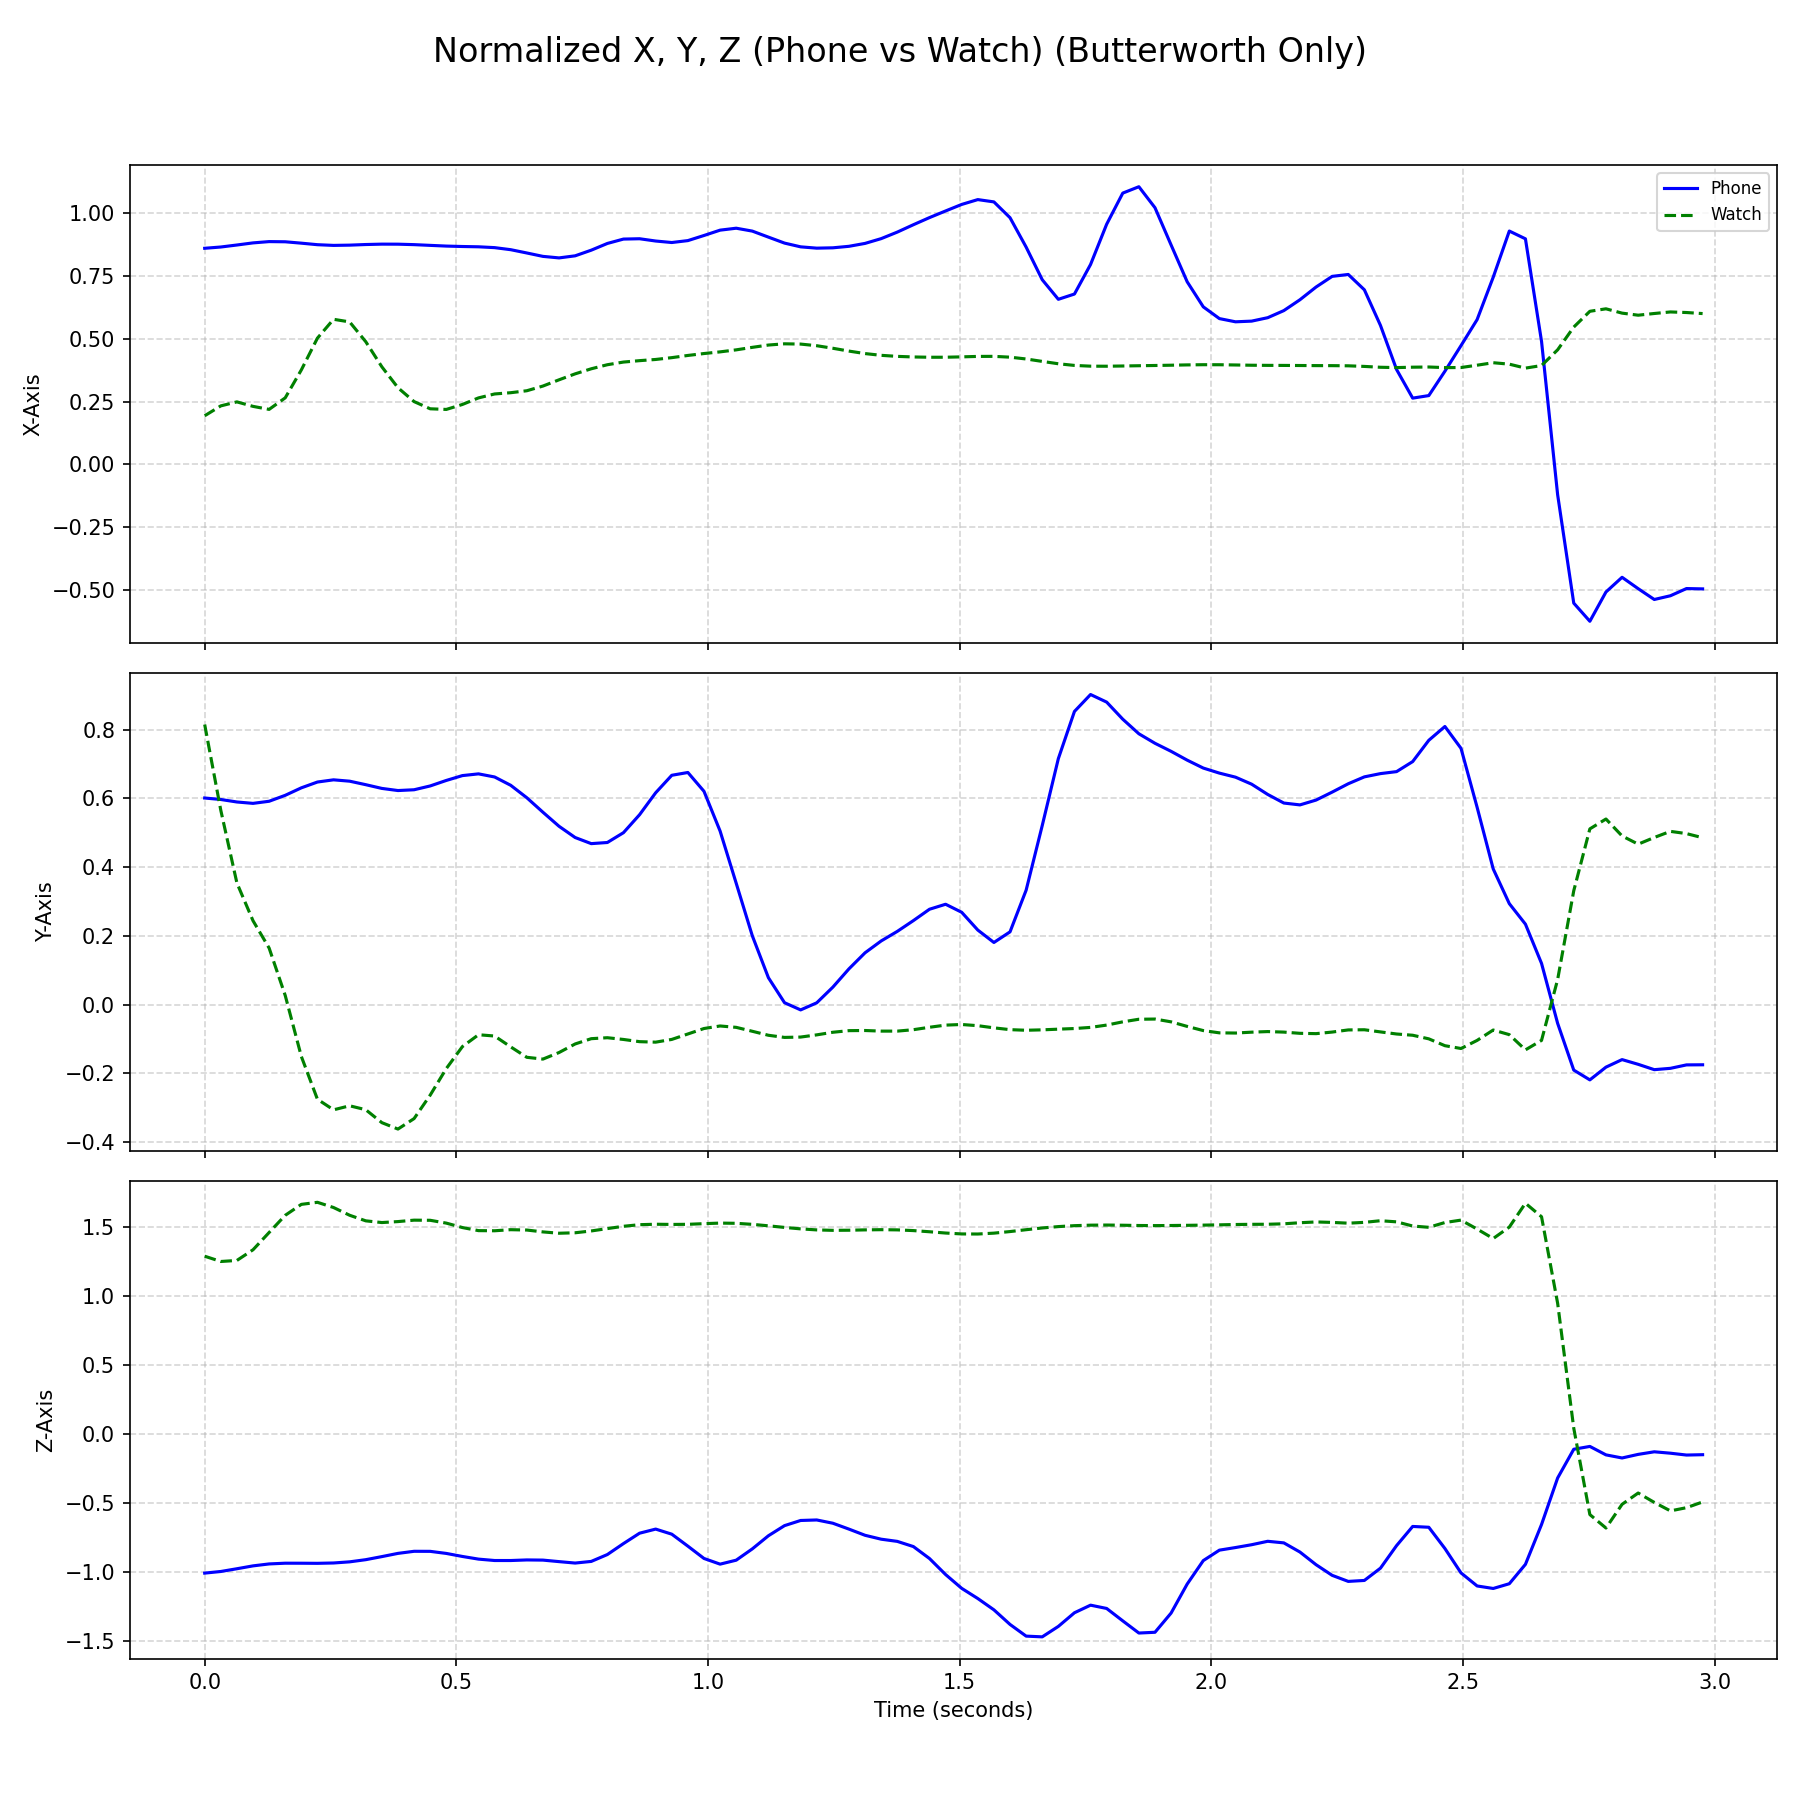 Normalized X, Y, Z (Phone vs Watch) (Butterworth Only)
Phone
Watch
X-Axis
1.00
0.75
0.50
0.25
0.00
−0.25
−0.50
Y-Axis
0.8
0.6
0.4
0.2
0.0
−0.2
−0.4
Z-Axis
1.5
1.0
0.5
0.0
−0.5
−1.0
−1.5
0.0 0.5 1.0 1.5 2.0 2.5 3.0
Time (seconds)